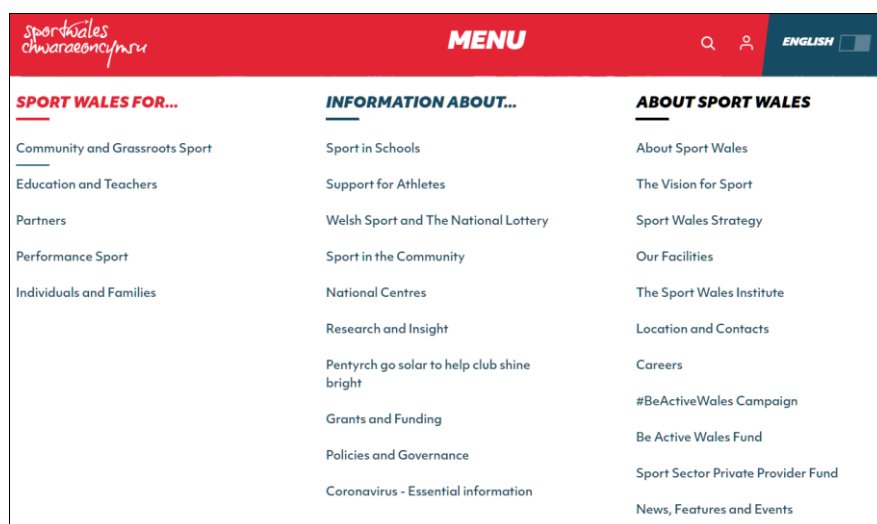 sportwales
chwaraeoncymru
MENU
ENGLISH
SPORT WALES FOR...
Community and Grassroots Sport
Education and Teachers
Partners
Performance Sport
Individuals and Families
INFORMATION ABOUT...
Sport in Schools
Support for Athletes
Welsh Sport and The National Lottery
Sport in the Community
National Centres
Research and Insight
Pentyrch go solar to help club shine
bright
Grants and Funding
Policies and Governance
Coronavirus - Essential information
ABOUT SPORT WALES
About Sport Wales
The Vision for Sport
Sport Wales Strategy
Our Facilities
The Sport Wales Institute
Location and Contacts
Careers
#BeActiveWales Campaign
Be Active Wales Fund
Sport Sector Private Provider Fund
News, Features and Events